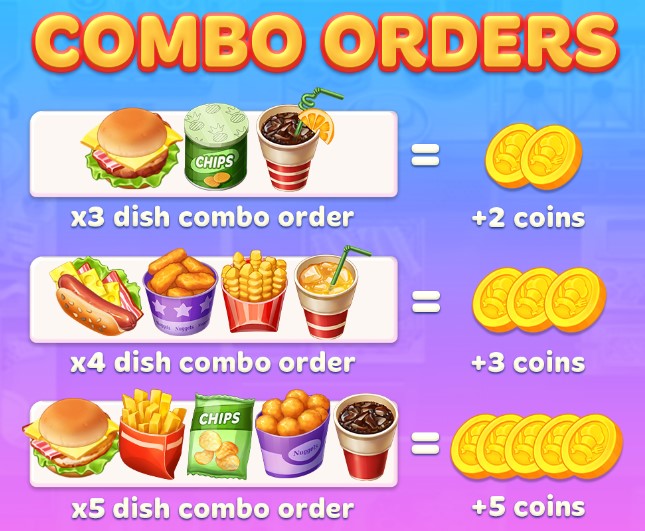 COMBO ORDERS
CHIPS
=
x3 dish combo order
+2 coins
Nuggets
=
x4 dish combo order
+3 coins
CHIPS
Nuggets
=
x5 dish combo order
+5 coins